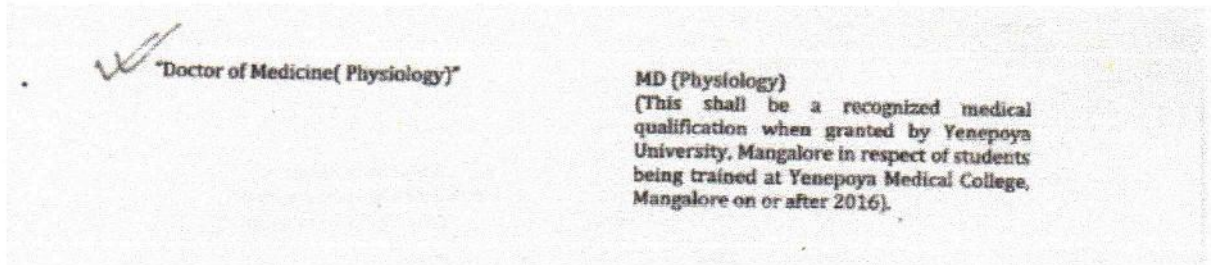 "Doctor of Medicine( Physiology)"
MD (Physiology)
(This shall be a recognized medical
qualification when granted by Yenepoya
University, Mangalore in respect of students
being trained at Yenepoya Medical College,
Mangalore on or after 2016).